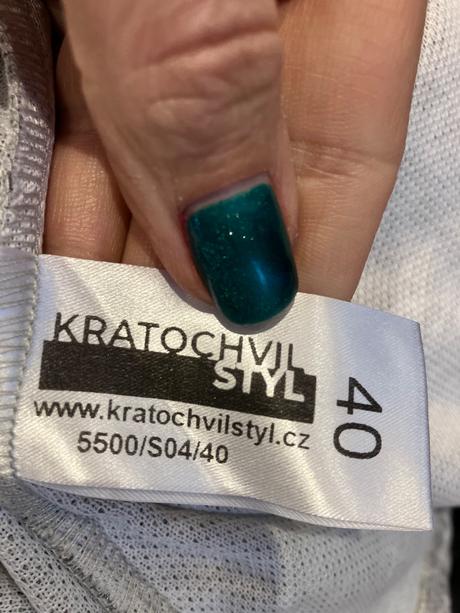 KRATOCHVIL
STYL
www.kratochvilstyl.cz
5500/S04/40
40